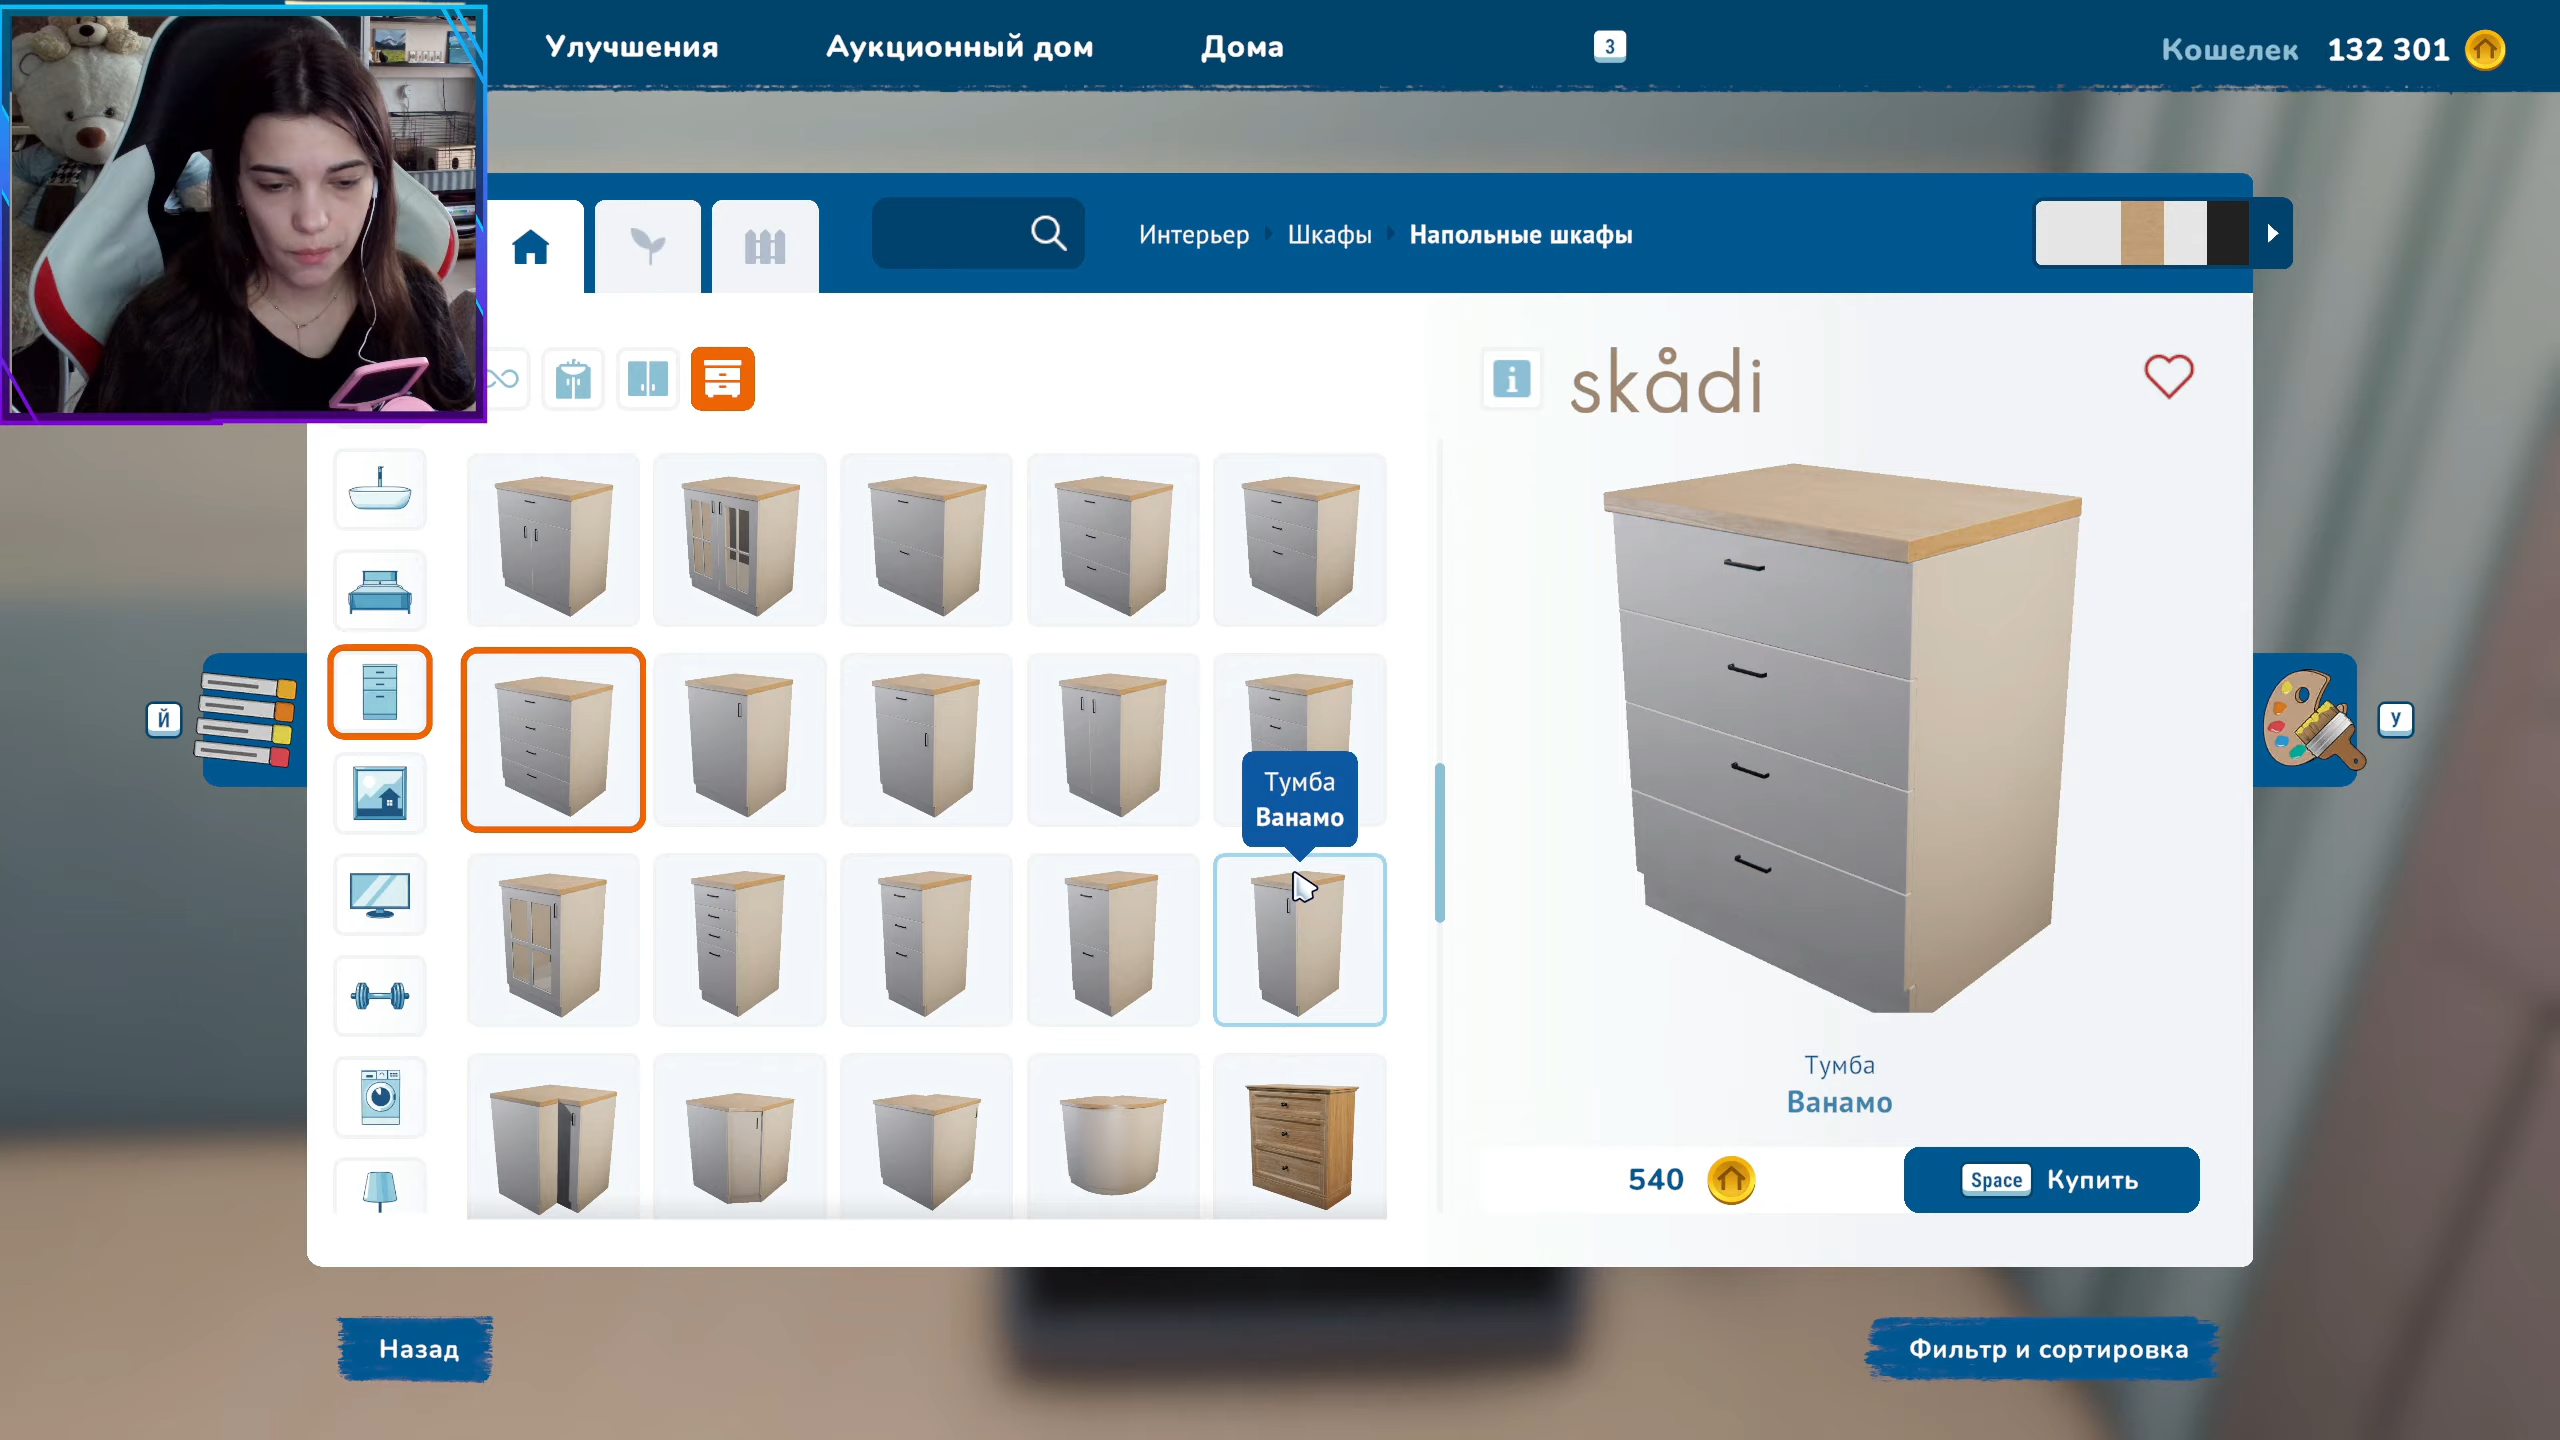 Улучшения
Аукционный дом
Дома
3
Кошелек 132 301
Интерьер Шкафы Напольные шкафы
i
skådi
Й
У
Тумба
Ванамо
Тумба
Ванамо
540
Space Купить
Назад
Фильтр и сортировка